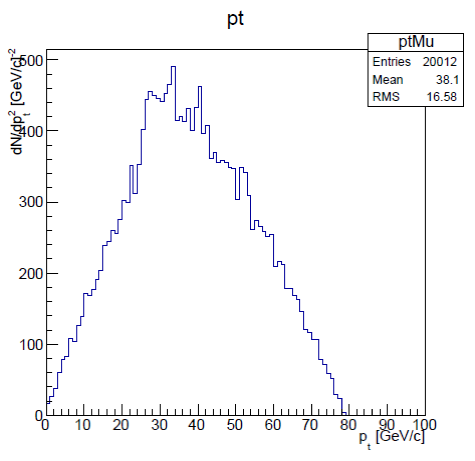 pt
ptMu
Entries 20012
Mean 38.1
RMS 16.58
dN/dp_t^2 [GeV/c]^-2
500
400
300
200
100
0
0 10 20 30 40 50 60 70 80 90 100
p_t [GeV/c]